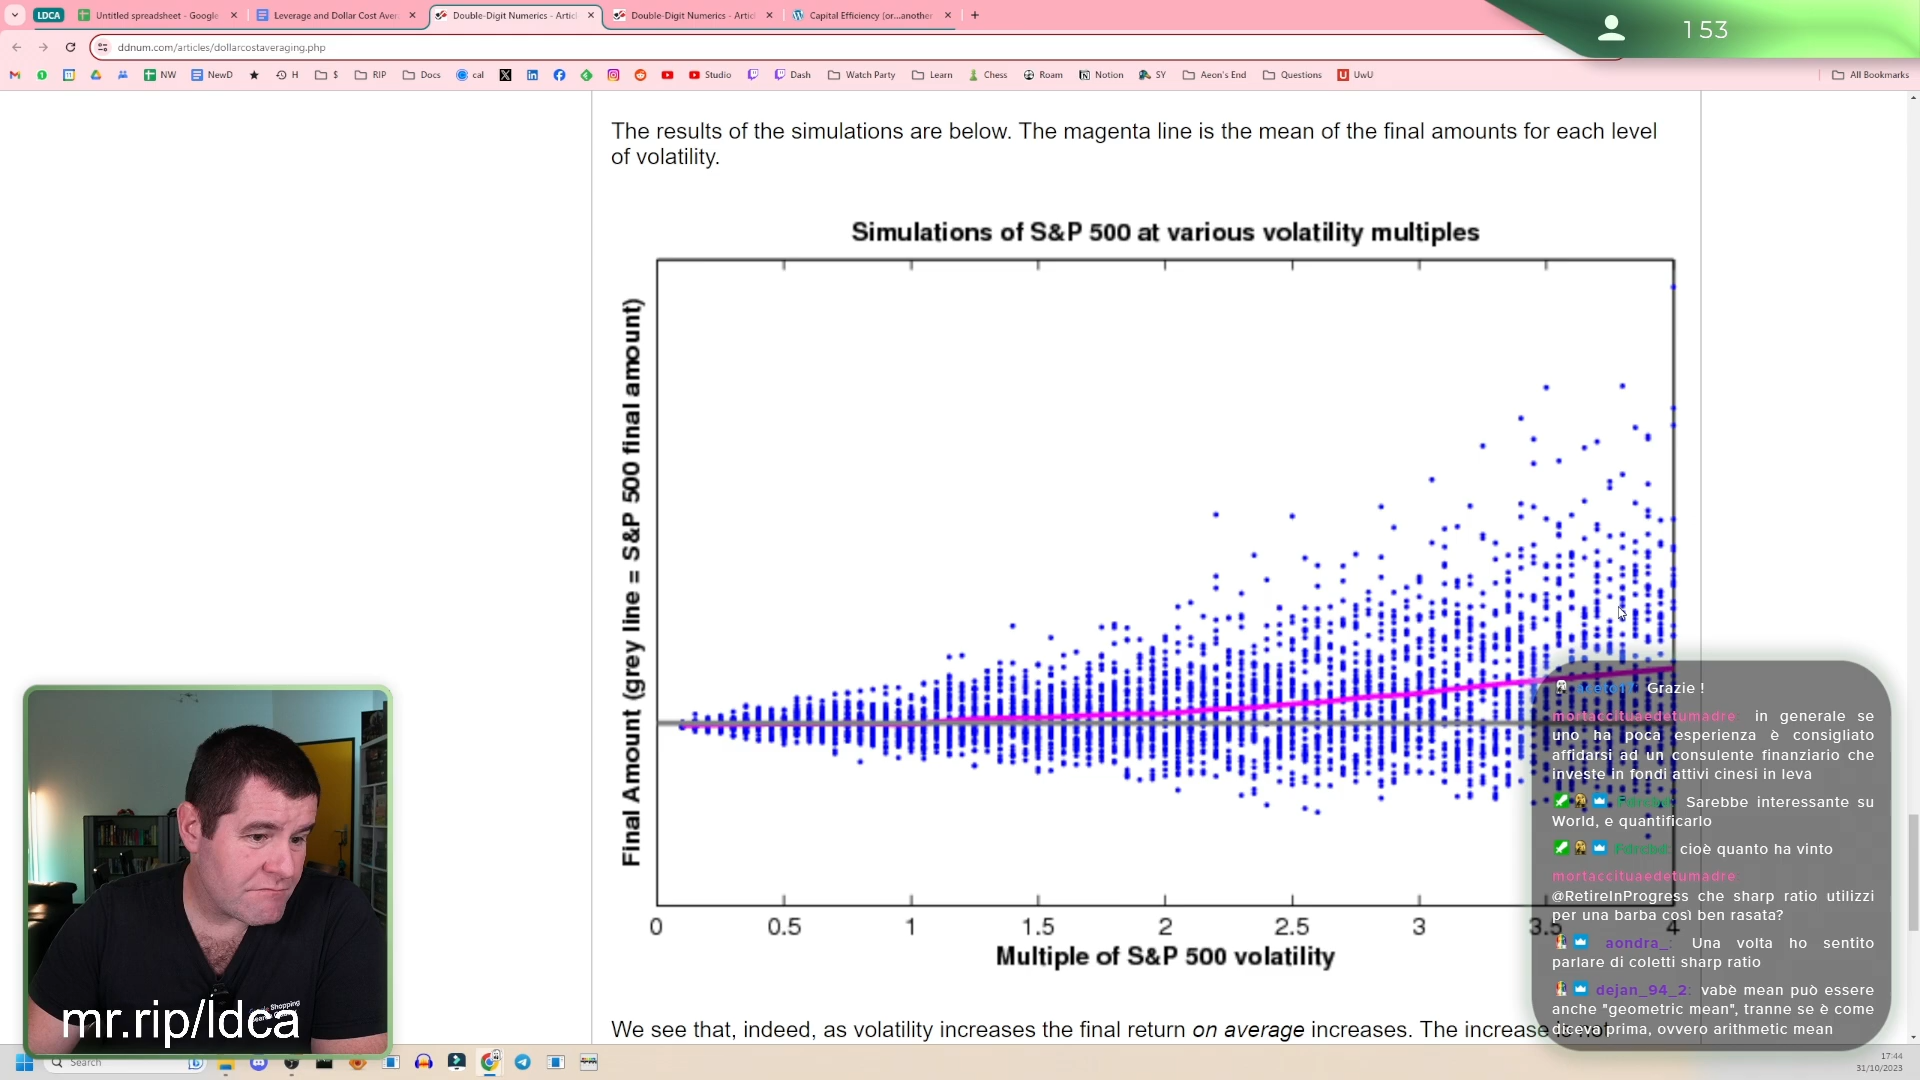 LDCA
Untitled spreadsheet - Google
Leverage and Dollar Cost Aver
Double-Digit Numerics - Artic
Double-Digit Numerics - Artic
Capital Efficiency (or...another
153
ddnum.com/articles/dollarcostaveraging.php
NW
NewD
H
$
RIP
Docs
cal
Studio
Dash
Watch Party
Learn
Chess
Roam
Notion
SY
Aeon's End
Questions
UwU
All Bookmarks
The results of the simulations are below. The magenta line is the mean of the final amounts for each level
of volatility.
Simulations of S&P 500 at various volatility multiples
Final Amount (grey line = S&P 500 final amount)
0 0.5 1 1.5 2 2.5 3 3.5 4
Multiple of S&P 500 volatility
We see that, indeed, as volatility increases the final return on average increases. The increase is not
Grazie !
mortaccituaedetumadre: in generale se
uno ha poca esperienza è consigliato
affidarsi ad un consulente finanziario che
investe in fondi attivi cinesi in leva
Sarebbe interessante su
World, e quantificarlo
cioè quanto ha vinto
mortaccituaedetumadre:
@RetireInProgress che sharp ratio utilizzi
per una barba così ben rasata?
aondra_: Una volta ho sentito
parlare di coletti sharp ratio
dejan_94_2: vabè mean può essere
anche "geometric mean", tranne se è come
diceva prima, ovvero arithmetic mean
Shopping
mr.rip/ldca
Search
17:44
31/10/2023